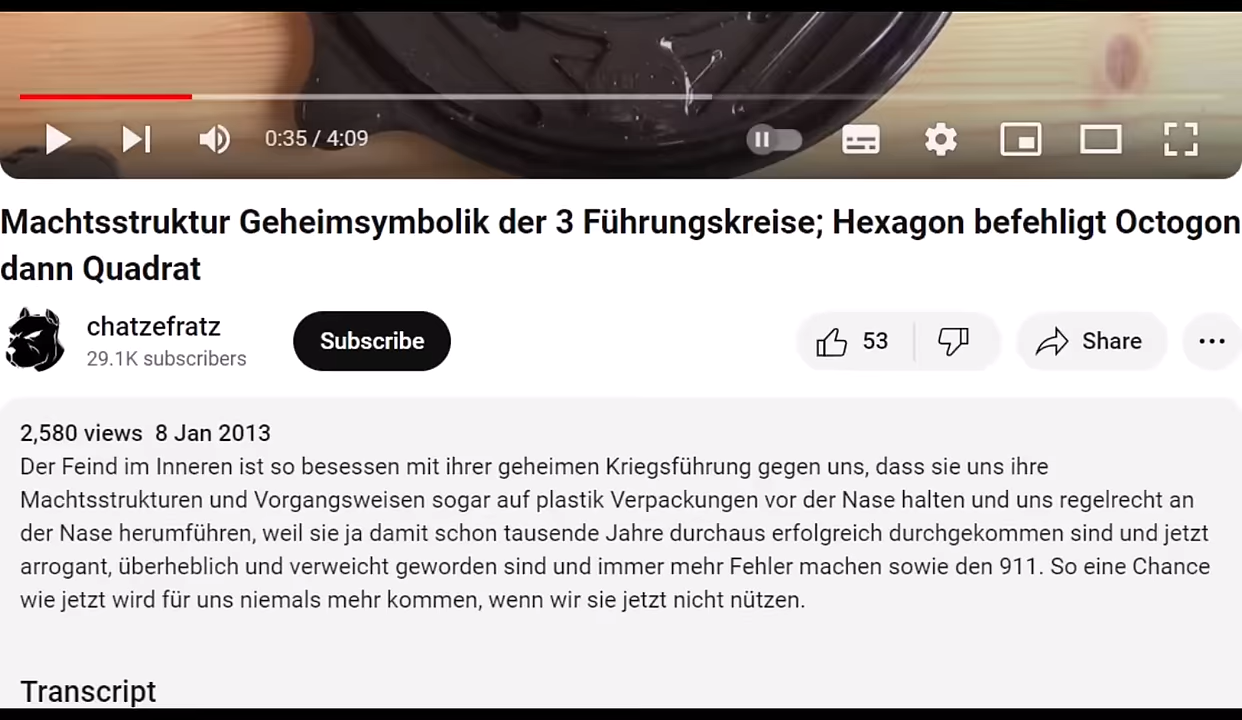 0:35 / 4:09
Machtsstruktur Geheimsymbolik der 3 Führungskreise; Hexagon befehligt Octogon
dann Quadrat
chatzefratz
29.1K subscribers
Subscribe
53
Share
2,580 views 8 Jan 2013
Der Feind im Inneren ist so besessen mit ihrer geheimen Kriegsführung gegen uns, dass sie uns ihre
Machtsstrukturen und Vorgangsweisen sogar auf plastik Verpackungen vor der Nase halten und uns regelrecht an
der Nase herumführen, weil sie ja damit schon tausende Jahre durchaus erfolgreich durchgekommen sind und jetzt
arrogant, überheblich und verweicht geworden sind und immer mehr Fehler machen sowie den 911. So eine Chance
wie jetzt wird für uns niemals mehr kommen, wenn wir sie jetzt nicht nützen.
Transcript